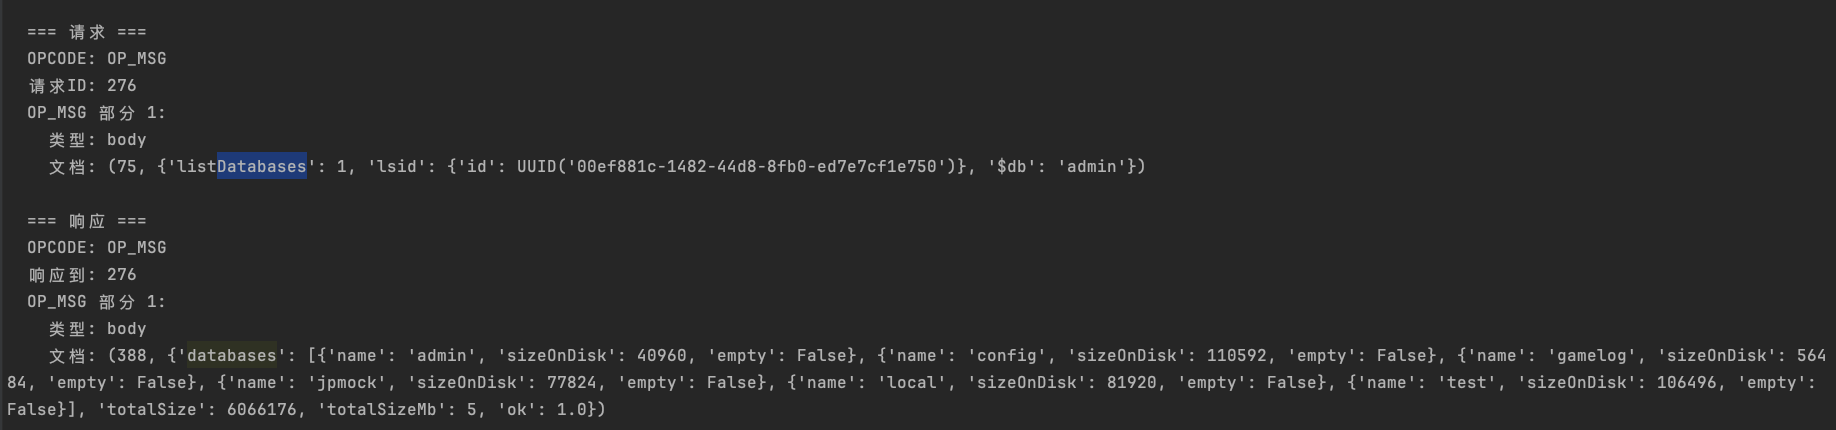 === 请求 ===
OPCODE: OP_MSG
请求ID: 276
OP_MSG 部分 1:
  类型: body
  文档: (75, {'listDatabases': 1, 'lsid': {'id': UUID('00ef881c-1482-44d8-8fb0-ed7e7cf1e750')}, '$db': 'admin'})
=== 响应 ===
OPCODE: OP_MSG
响应到: 276
OP_MSG 部分 1:
  类型: body
  文档: (388, {'databases': [{'name': 'admin', 'sizeOnDisk': 40960, 'empty': False}, {'name': 'config', 'sizeOnDisk': 110592, 'empty': False}, {'name': 'gamelog', 'sizeOnDisk': 564
84, 'empty': False}, {'name': 'jpmock', 'sizeOnDisk': 77824, 'empty': False}, {'name': 'local', 'sizeOnDisk': 81920, 'empty': False}, {'name': 'test', 'sizeOnDisk': 106496, 'empty':
False}], 'totalSize': 6066176, 'totalSizeMb': 5, 'ok': 1.0})